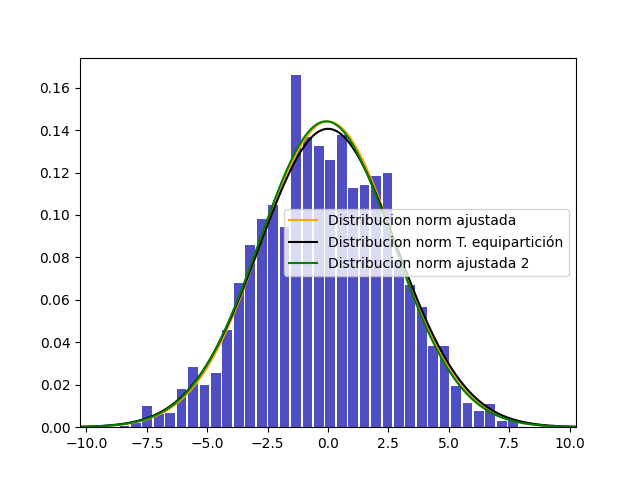 0.16
0.14
0.12
0.10
0.08
0.06
0.04
0.02
0.00
Distribucion norm ajustada
Distribucion norm T. equipartición
Distribucion norm ajustada 2
−10.0 −7.5 −5.0 −2.5 0.0 2.5 5.0 7.5 10.0